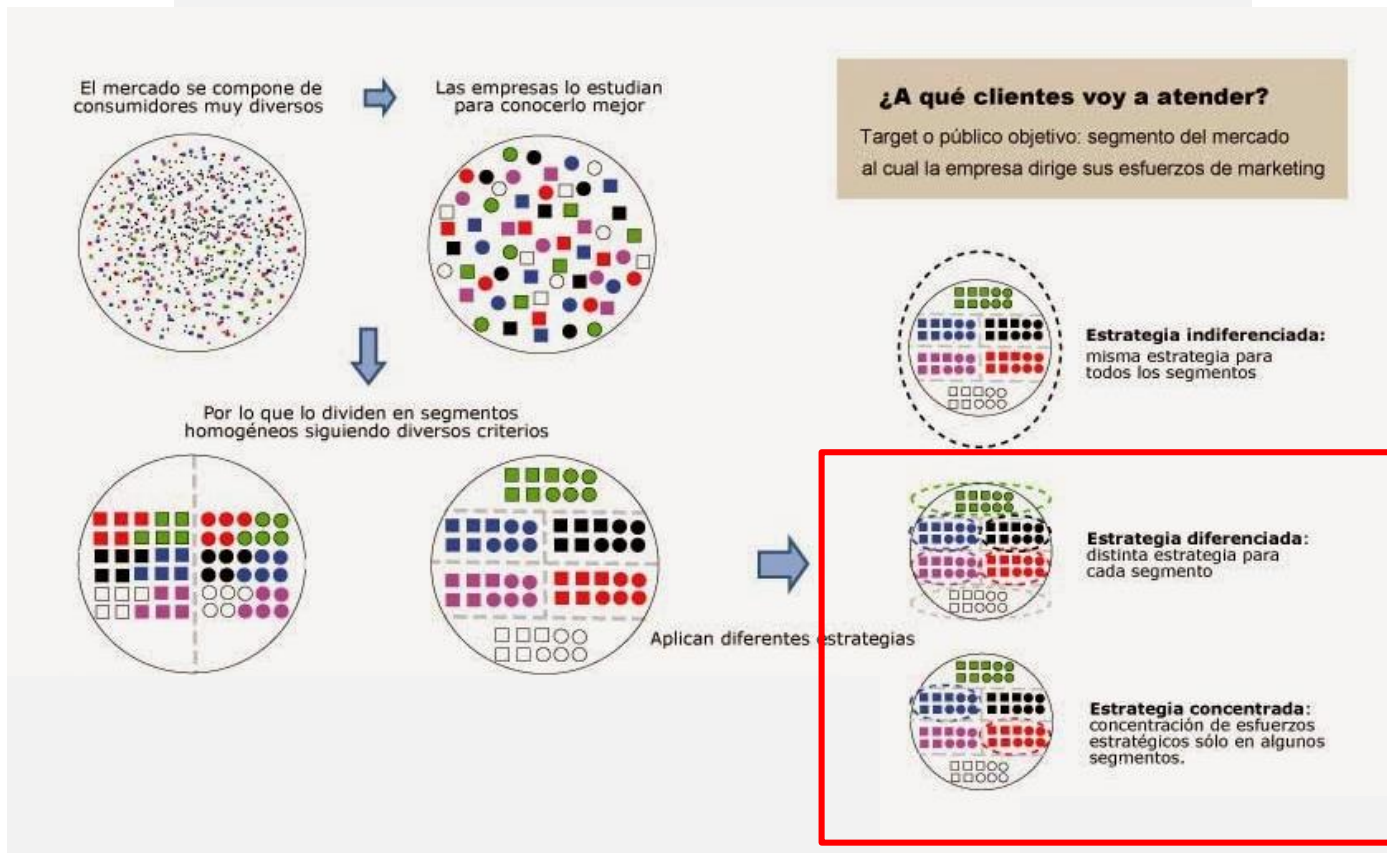 El mercado se compone de
consumidores muy diversos
Las empresas lo estudian
para conocerlo mejor
¿A qué clientes voy a atender?
Target o público objetivo: segmento del mercado
al cual la empresa dirige sus esfuerzos de marketing
Por lo que lo dividen en segmentos
homogéneos siguiendo diversos criterios
Aplican diferentes estrategias
Estrategia indiferenciada:
misma estrategia para
todos los segmentos
Estrategia diferenciada:
distinta estrategia para
cada segmento
Estrategia concentrada:
concentración de esfuerzos
estratégicos sólo en algunos
segmentos.